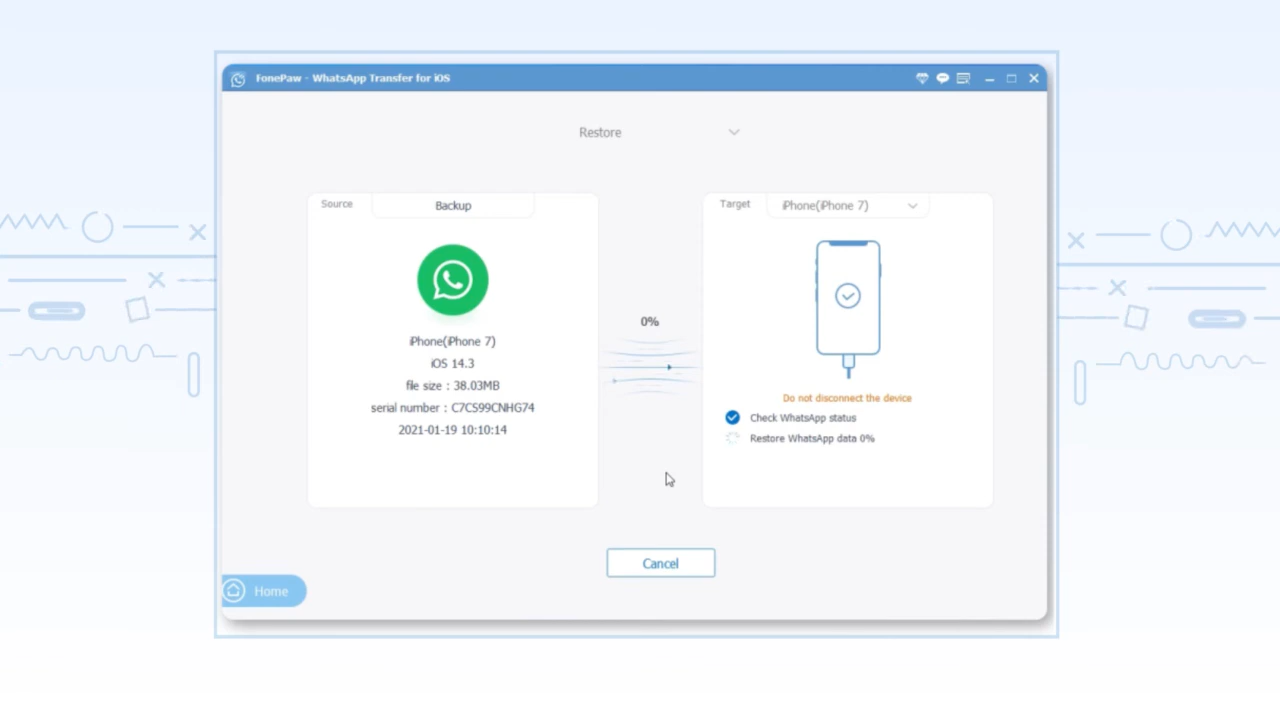 FonePaw - WhatsApp Transfer for iOS
Restore
Source
Backup
iPhone(iPhone 7)
iOS 14.3
file size : 38.03MB
serial number : C7CS99CNHG74
2021-01-19 10:10:14
0%
Target
iPhone(iPhone 7)
Do not disconnect the device
Check WhatsApp status
Restore WhatsApp data 0%
Cancel
Home